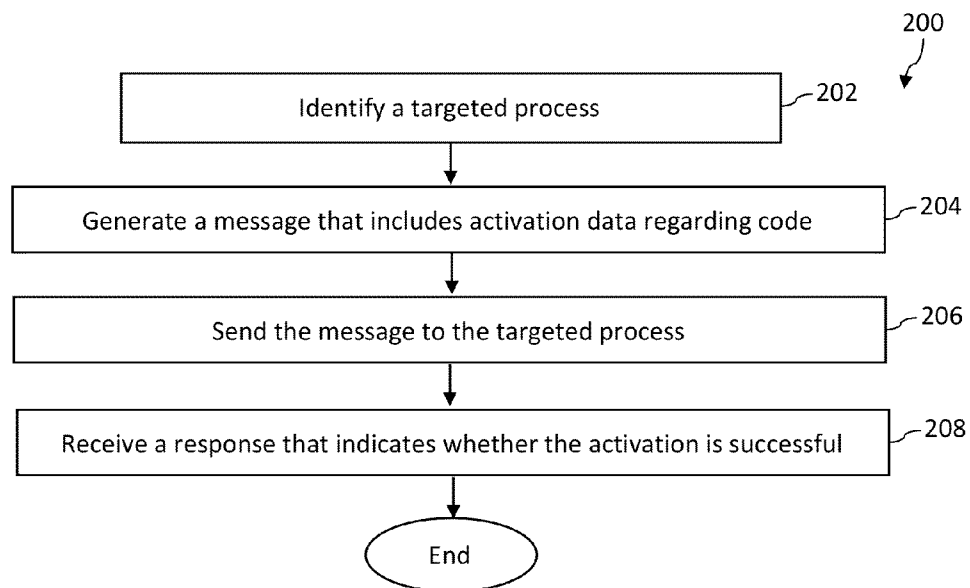 200
Identify a targeted process
202
Generate a message that includes activation data regarding code
204
Send the message to the targeted process
206
Receive a response that indicates whether the activation is successful
208
End